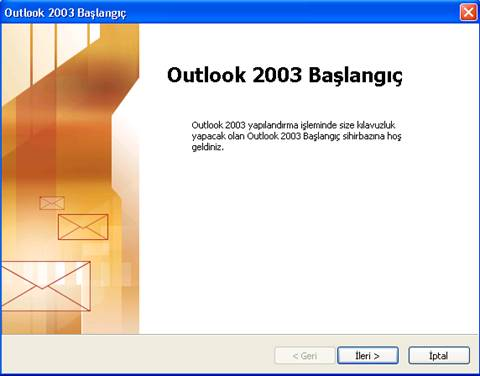 Outlook 2003 Başlangıç
Outlook 2003 Başlangıç
Outlook 2003 yapılandırma işleminde size kılavuzluk
yapacak olan Outlook 2003 Başlangıç sihirbazına hoş
geldiniz.
< Geri
İleri >
İptal